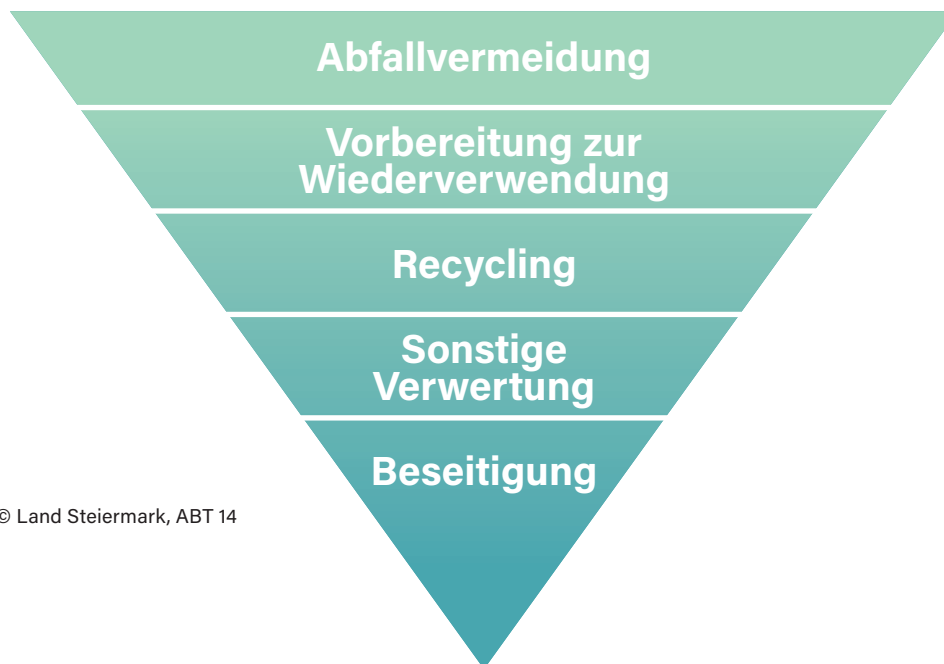 Abfallvermeidung
Vorbereitung zur
Wiederverwendung
Recycling
Sonstige
Verwertung
Beseitigung
© Land Steiermark, ABT 14